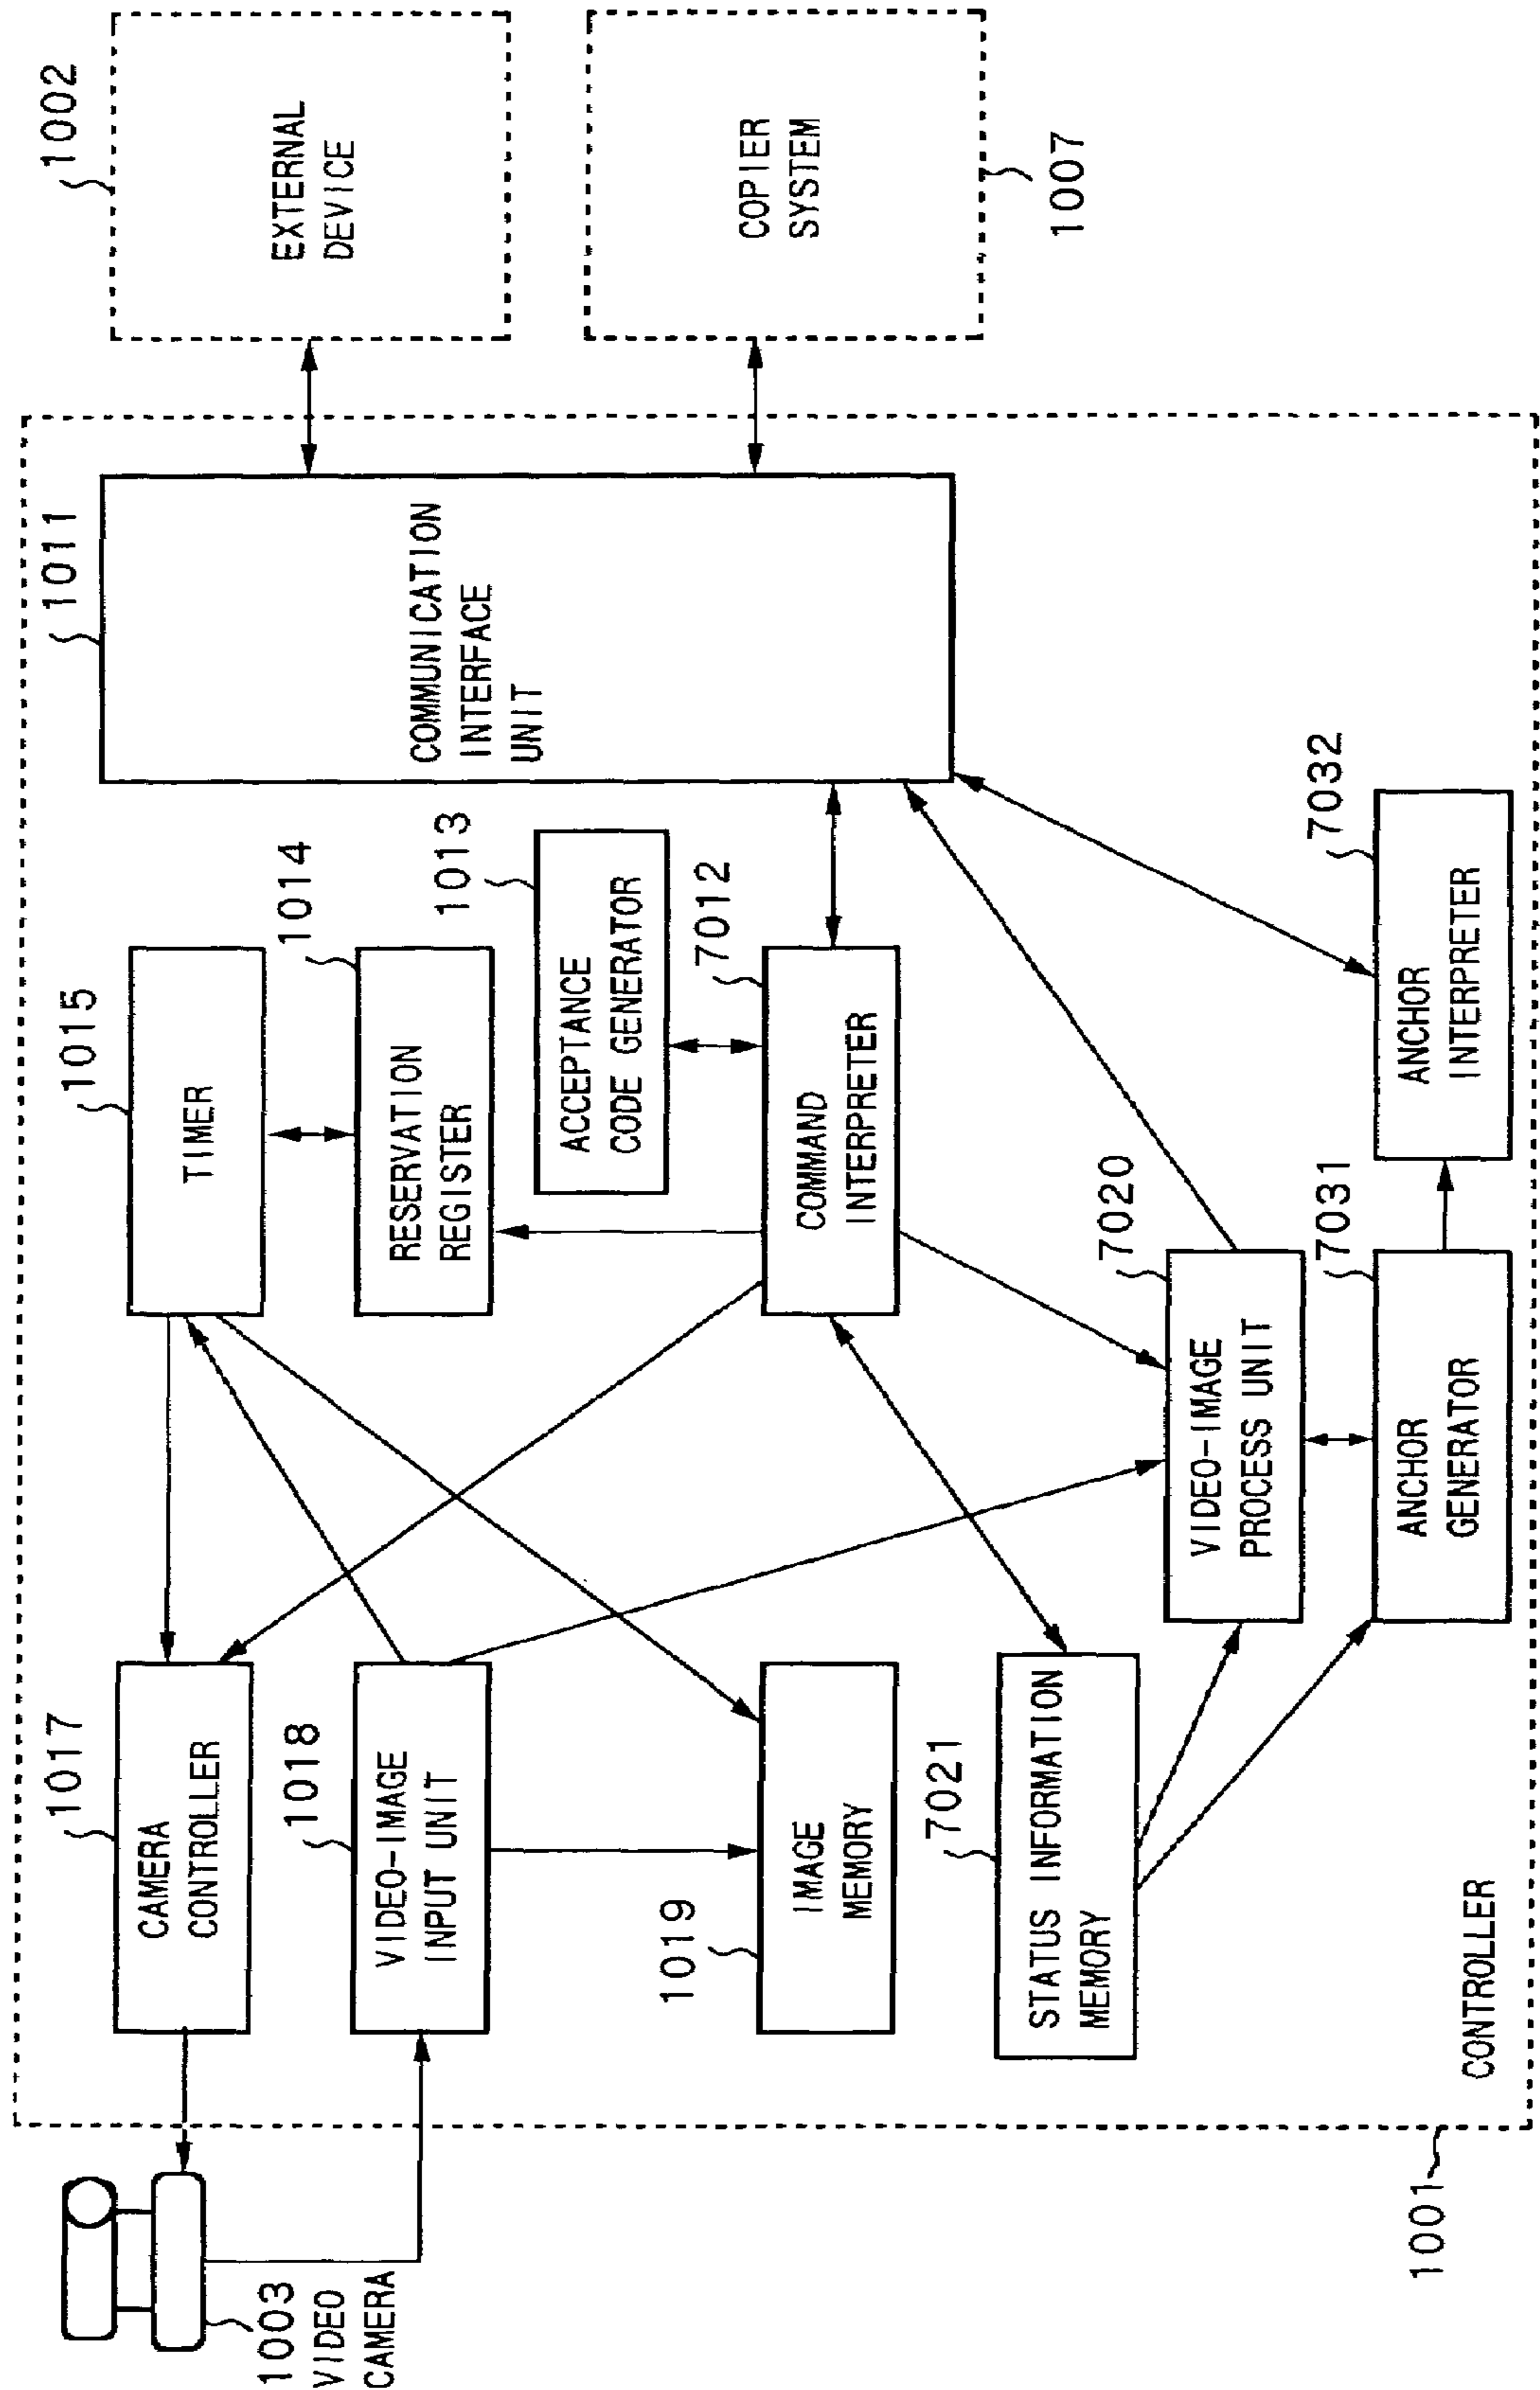 1003
VIDEO
CAMERA
1017
CAMERA
CONTROLLER
1018
VIDEO-IMAGE
INPUT UNIT
1019
IMAGE
MEMORY
7021
STATUS INFORMATION
MEMORY
1001
CONTROLLER
1015
TIMER
1014
RESERVATION
REGISTER
1013
ACCEPTANCE
CODE GENERATOR
7012
COMMAND
INTERPRETER
7020
VIDEO-IMAGE
PROCESS UNIT
7031
ANCHOR
GENERATOR
7032
ANCHOR
INTERPRETER
1011
COMMUNICATION
INTERFACE
UNIT
1002
EXTERNAL
DEVICE
COPIER
SYSTEM
1007